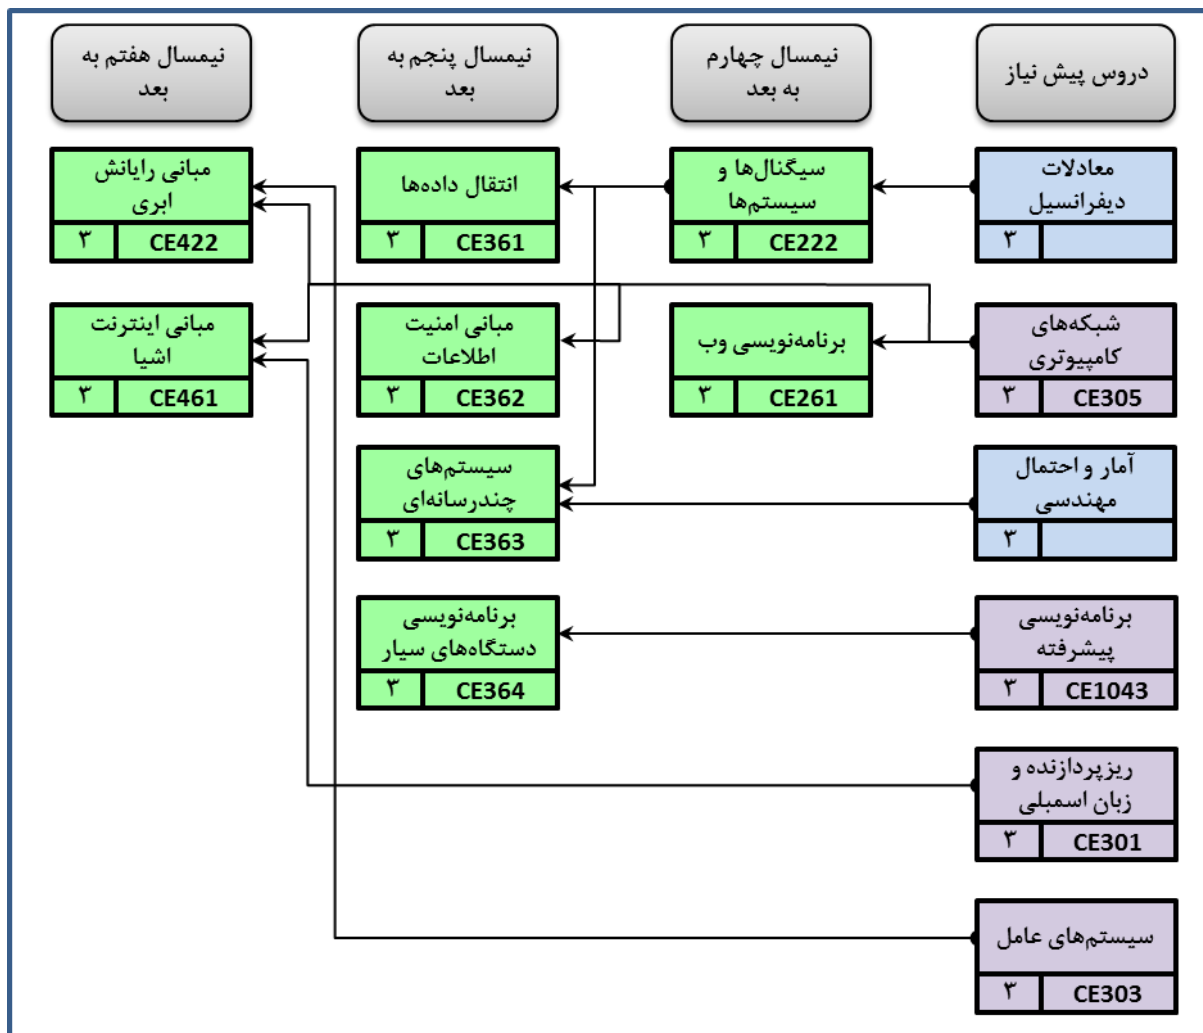 دروس پیش نیاز
نیمسال چهارم
به بعد
نیمسال پنجم به
بعد
نیمسال هفتم به
بعد
معادلات
دیفرانسیل
۳
سیگنال‌ها و
سیستم‌ها
CE222
۳
انتقال داده‌ها
CE361
۳
مبانی رایانش
ابری
CE422
۳
شبکه‌های
کامپیوتری
CE305
۳
برنامه‌نویسی وب
CE261
۳
مبانی امنیت
اطلاعات
CE362
۳
مبانی اینترنت
اشیا
CE461
۳
آمار و احتمال
مهندسی
۳
سیستم‌های
چندرسانه‌ای
CE363
۳
برنامه‌نویسی
پیشرفته
CE1043
۳
برنامه‌نویسی
دستگاه‌های سیار
CE364
۳
ریزپردازنده و
زبان اسمبلی
CE301
۳
سیستم‌های عامل
CE303
۳